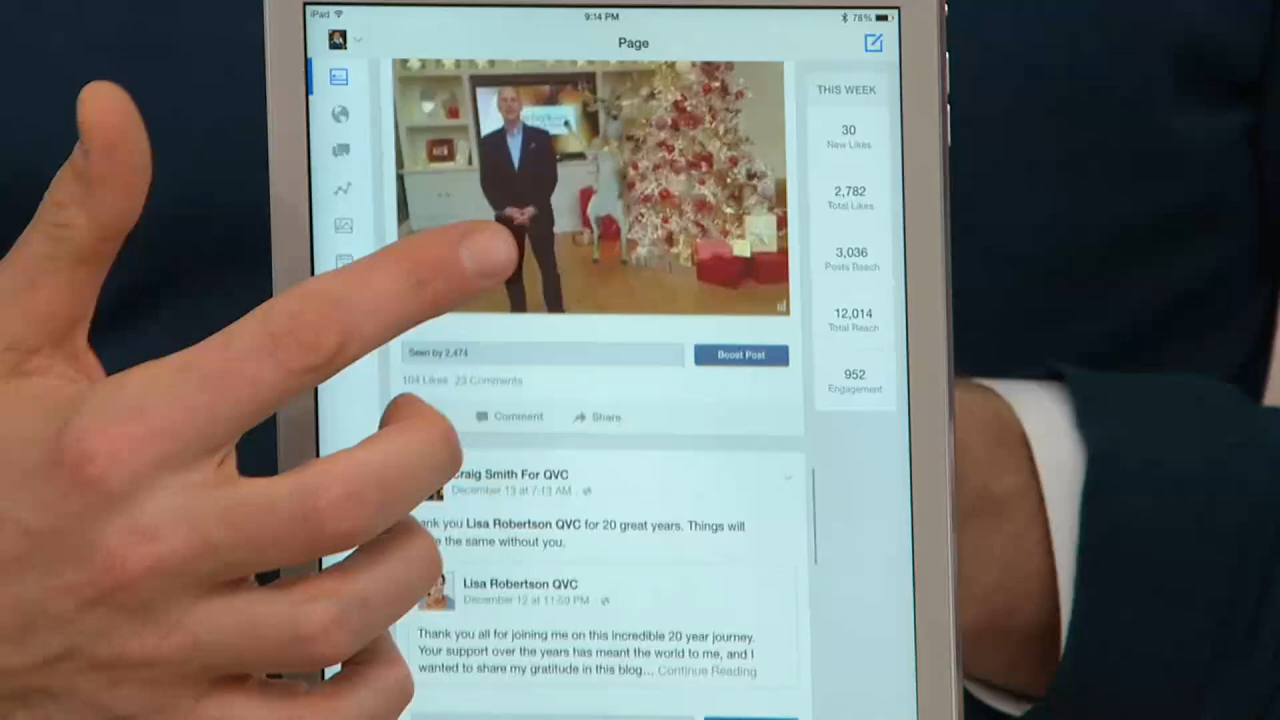 iPad
9:14 PM
78%
Page
THIS WEEK
30
New Likes
2,782
Total Likes
3,036
Posts Reach
12,014
Total Reach
952
Engagement
Seen by 2,474
Boost Post
104 Likes 23 Comments
Comment
Share
raig Smith For QVC
December 13 at 7:13 AM
ank you Lisa Robertson QVC for 20 great years. Things will
the same without you.
Lisa Robertson QVC
December 12 at 11:50 PM
Thank you all for joining me on this incredible 20 year journey.
Your support over the years has meant the world to me, and I
wanted to share my gratitude in this blog... Continue Reading